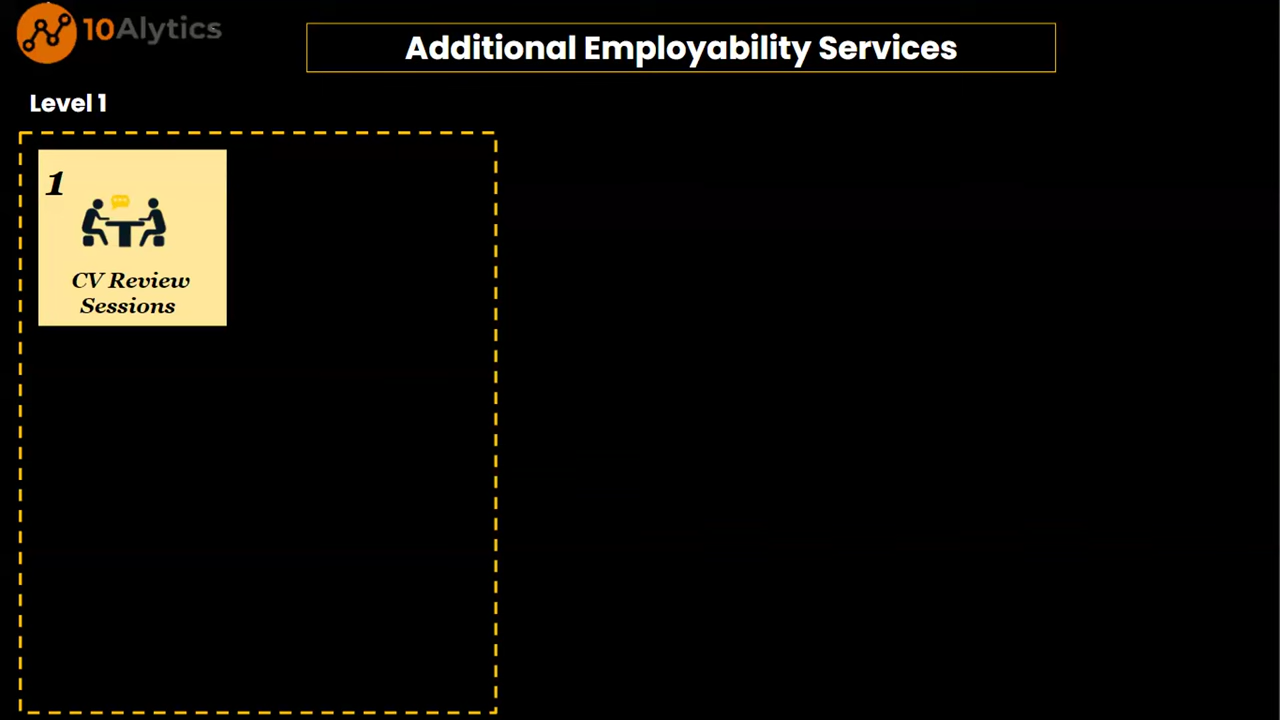 10Alytics
Additional Employability Services
Level 1
1
CV Review
Sessions